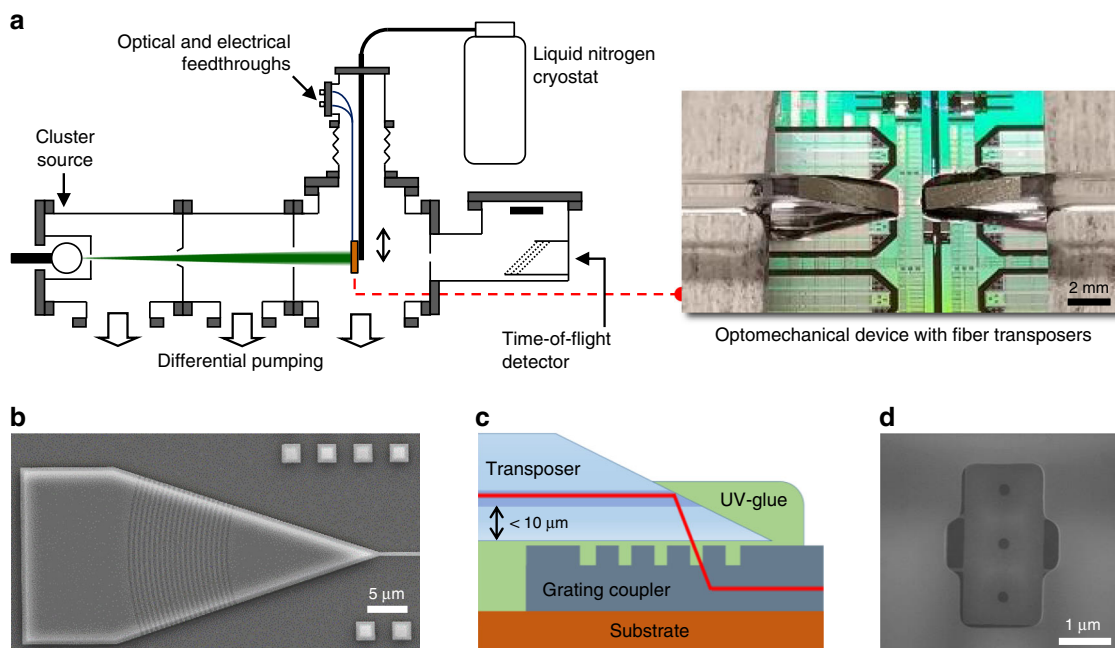 a
Optical and electrical
feedthroughs
Liquid nitrogen
cryostat
Cluster
source
2 mm
Differential pumping
Time-of-flight
detector
Optomechanical device with fiber transposers
b
5 μm
c
Transposer
UV-glue
< 10 μm
Grating coupler
Substrate
d
1 μm